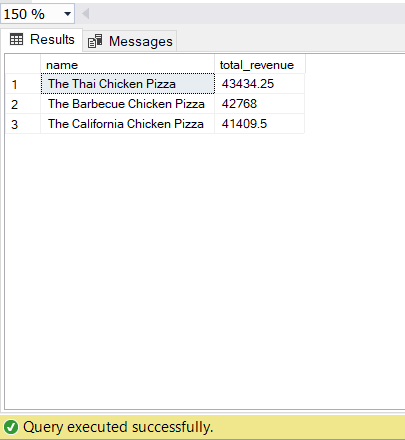 150 %
Results Messages
name total_revenue
1 The Thai Chicken Pizza 43434.25
2 The Barbecue Chicken Pizza 42768
3 The California Chicken Pizza 41409.5
Query executed successfully.